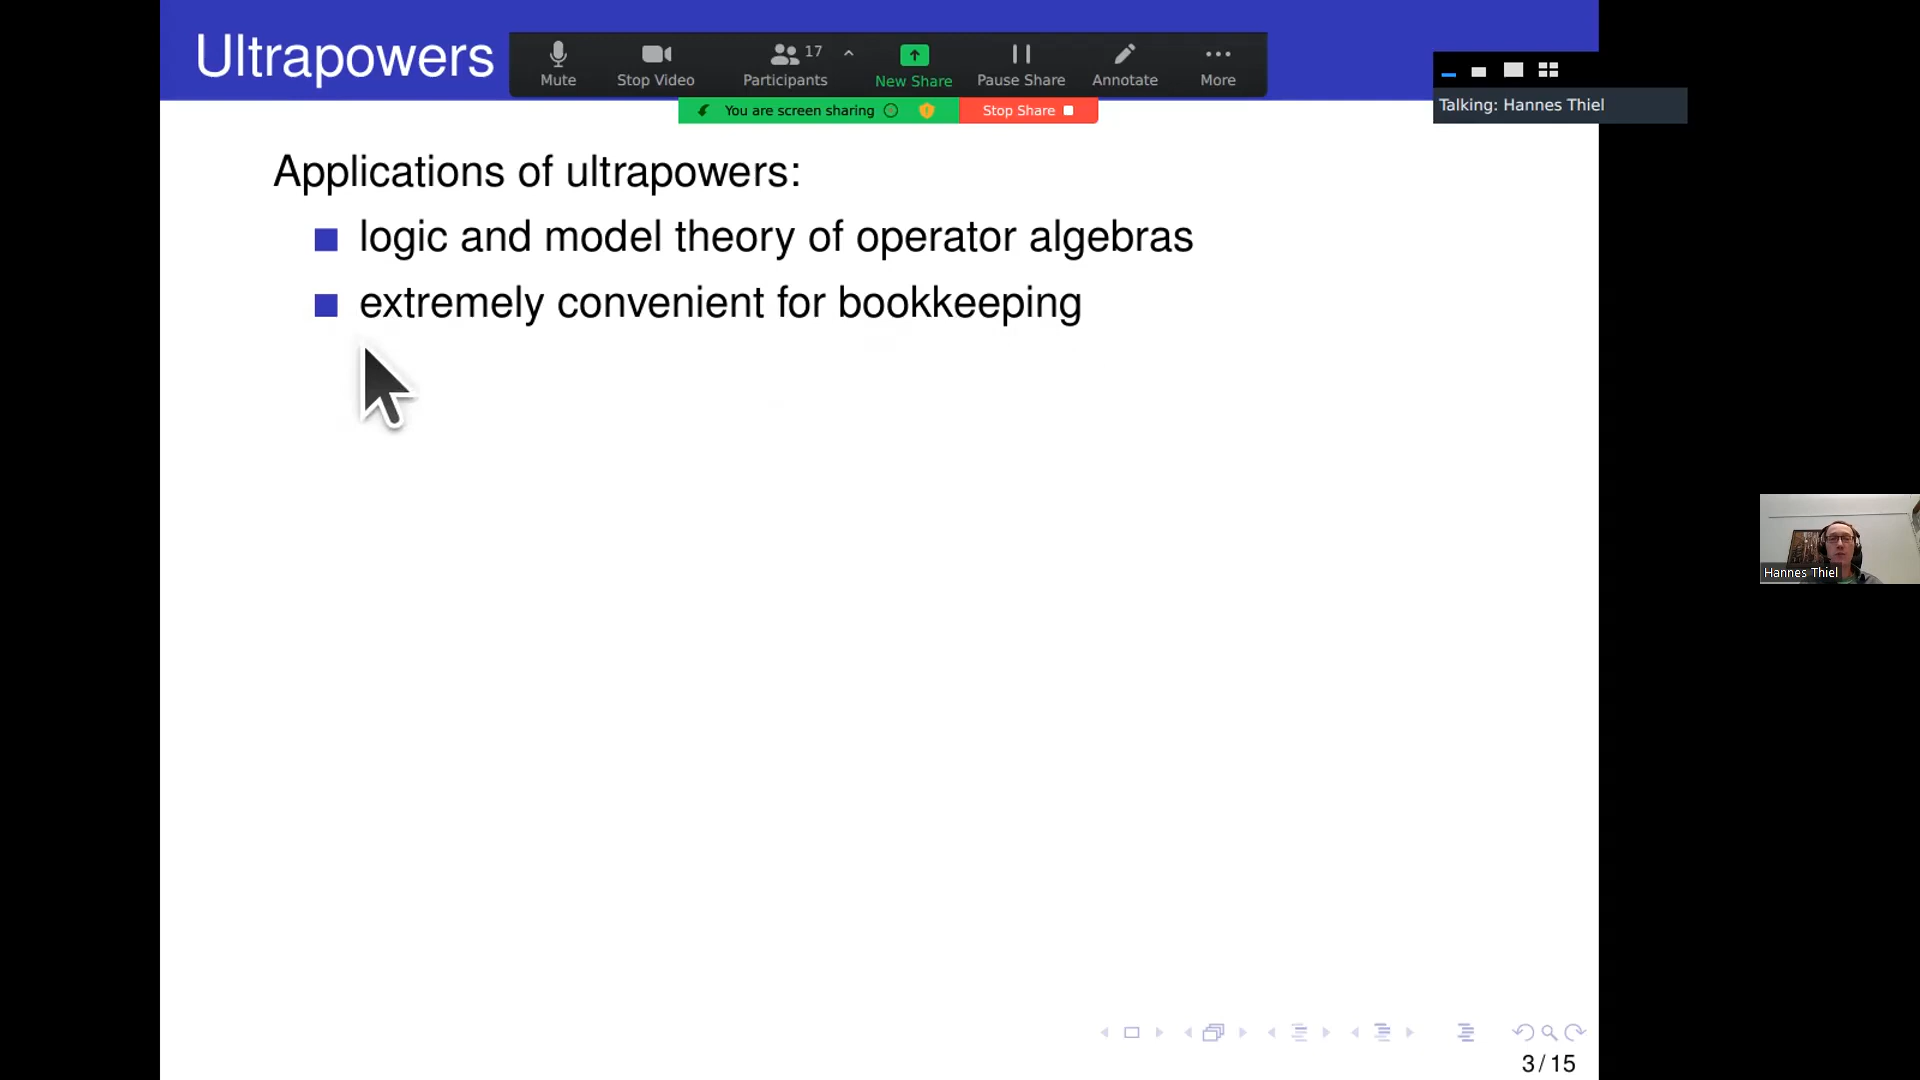 Ultrapowers
Mute
Stop Video
Participants
17
New Share
Pause Share
Annotate
More
You are screen sharing
Stop Share
Talking: Hannes Thiel
Applications of ultrapowers:
logic and model theory of operator algebras
extremely convenient for bookkeeping
Hannes Thiel
3/15